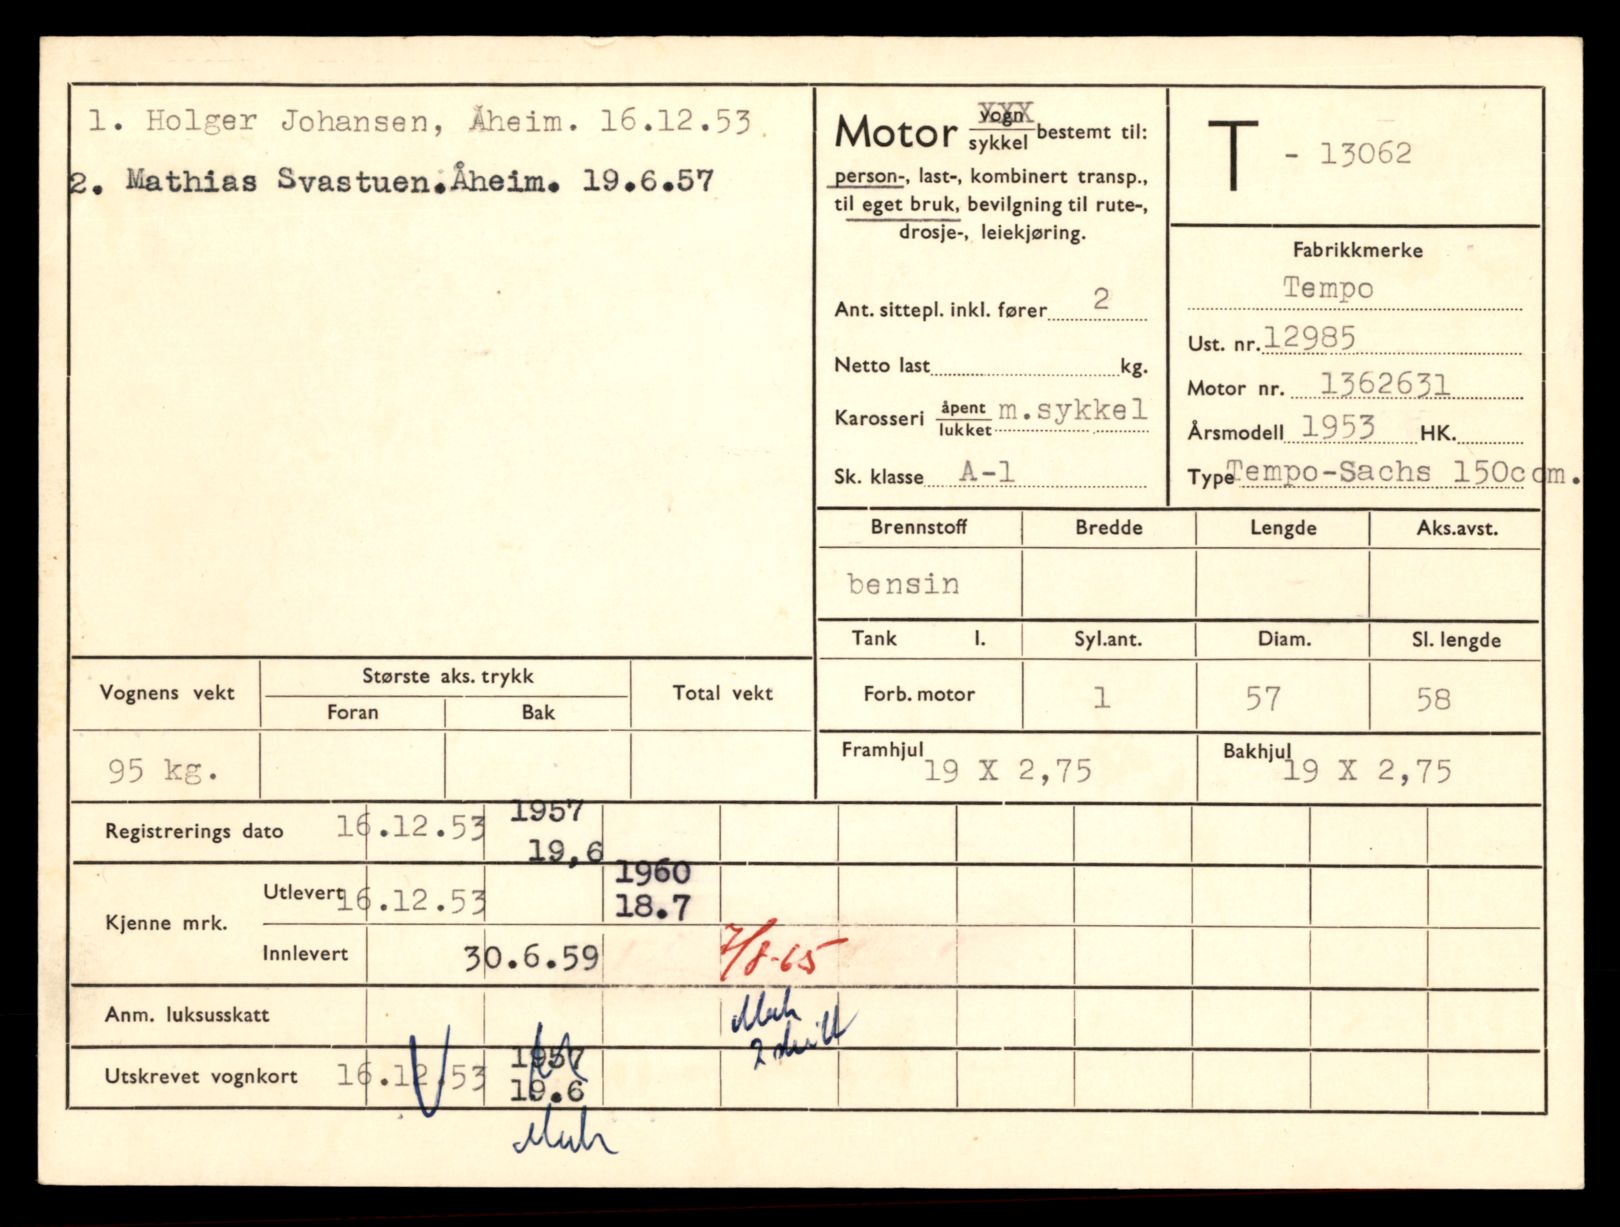 1. Holger Johansen, Åheim. 16.12.53
2. Mathias Svastuen.Åheim. 19.6.57
Motor vogn XXX sykkel bestemt til:
person-, last-, kombinert transp.,
til eget bruk, bevilgning til rute-,
drosje-, leiekjøring.
Ant. sittepl. inkl. fører 2
Netto last kg.
Karosseri åpent lukket m.sykkel
Sk. klasse A-1
T - 13062
Fabrikkmerke
Tempo
Ust. nr. 12985
Motor nr. 1362631
Årsmodell 1953 HK.
Type Tempo-Sachs 150ccm.
Brennstoff Bredde Lengde Aks.avst.
bensin
Tank l. Syl.ant. Diam. Sl. lengde
Forb. motor 1 57 58
Framhjul 19 X 2,75 Bakhjul 19 X 2,75
Vognens vekt Største aks. trykk Total vekt
Foran Bak
95 kg.
Registrerings dato 16.12.53 1957
19,6
Kjenne mrk. Utlevert 16.12.53 1960
18.7
Innlevert 30.6.59 7/8-65
Anm. luksusskatt
Utskrevet vognkort 16.12.53 1957
19.6